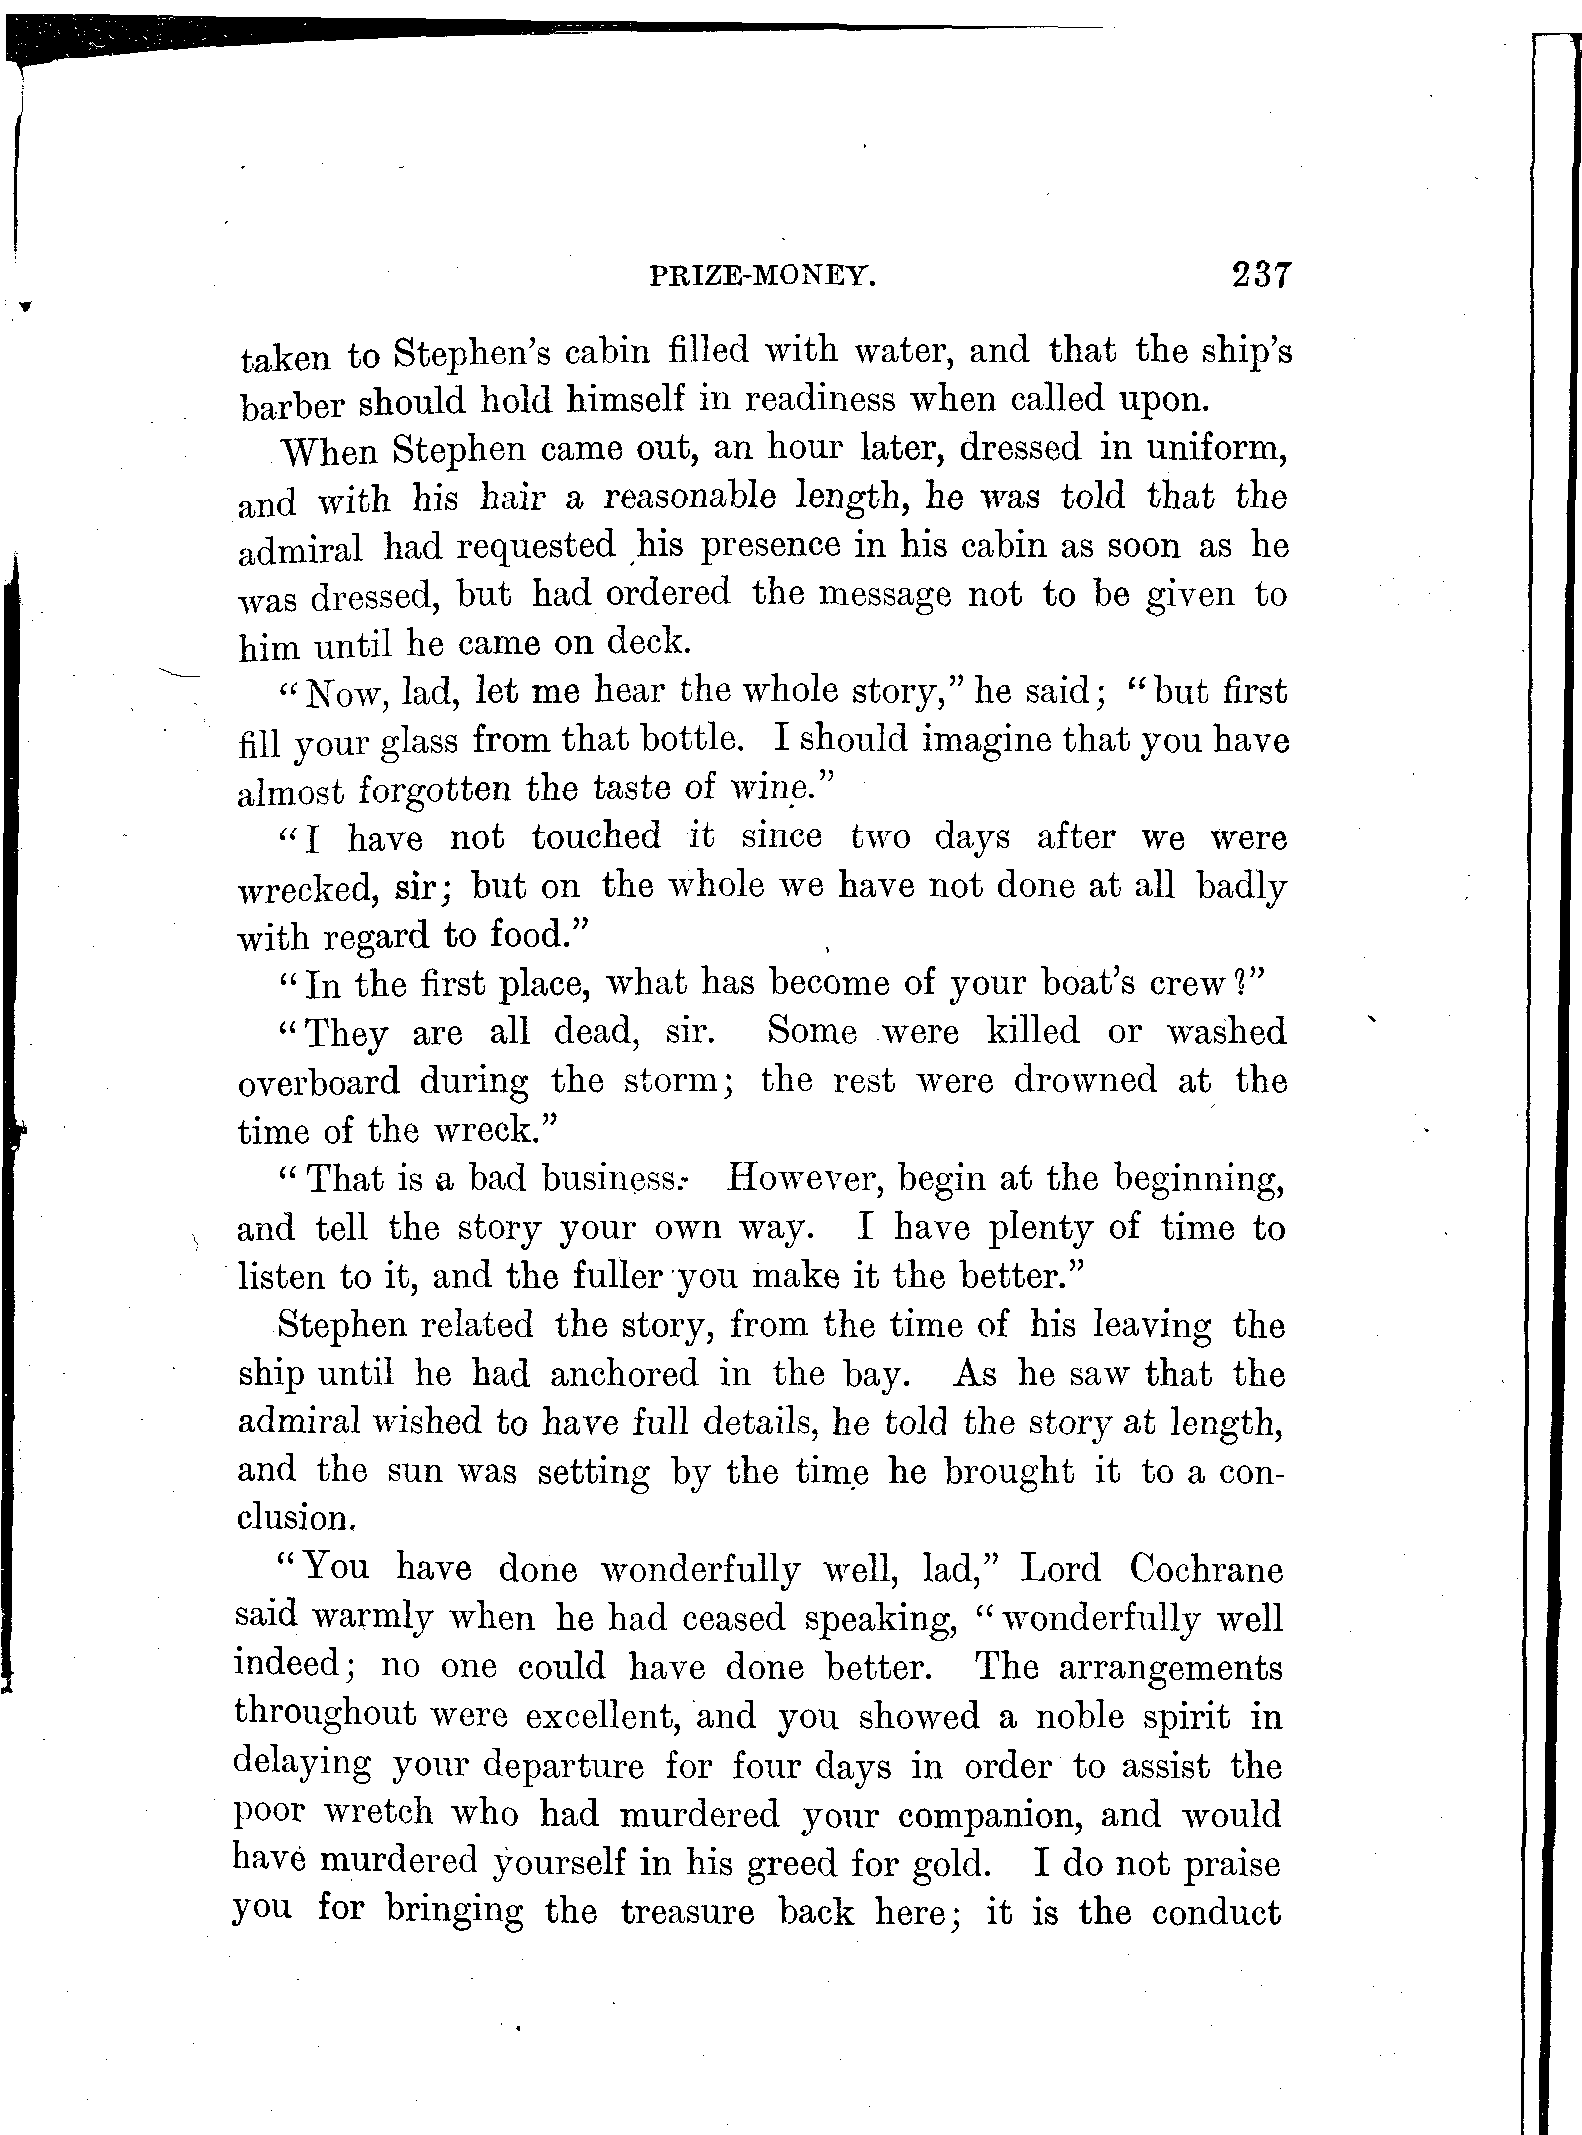 PRIZE-MONEY. 237
taken to Stephen's cabin filled with water, and that the ship's
barber should hold himself in readiness when called upon.
When Stephen came out, an hour later, dressed in uniform,
and with his hair a reasonable length, he was told that the
admiral had requested his presence in his cabin as soon as he
was dressed, but had ordered the message not to be given to
him until he came on deck.
"Now, lad, let me hear the whole story," he said; "but first
fill your glass from that bottle. I should imagine that you have
almost forgotten the taste of wine."
"I have not touched it since two days after we were
wrecked, sir; but on the whole we have not done at all badly
with regard to food."
"In the first place, what has become of your boat's crew?"
"They are all dead, sir. Some were killed or washed
overboard during the storm; the rest were drowned at the
time of the wreck."
"That is a bad business. However, begin at the beginning,
and tell the story your own way. I have plenty of time to
listen to it, and the fuller you make it the better."
Stephen related the story, from the time of his leaving the
ship until he had anchored in the bay. As he saw that the
admiral wished to have full details, he told the story at length,
and the sun was setting by the time he brought it to a con-
clusion.
"You have done wonderfully well, lad," Lord Cochrane
said warmly when he had ceased speaking, "wonderfully well
indeed; no one could have done better. The arrangements
throughout were excellent, and you showed a noble spirit in
delaying your departure for four days in order to assist the
poor wretch who had murdered your companion, and would
have murdered yourself in his greed for gold. I do not praise
you for bringing the treasure back here; it is the conduct